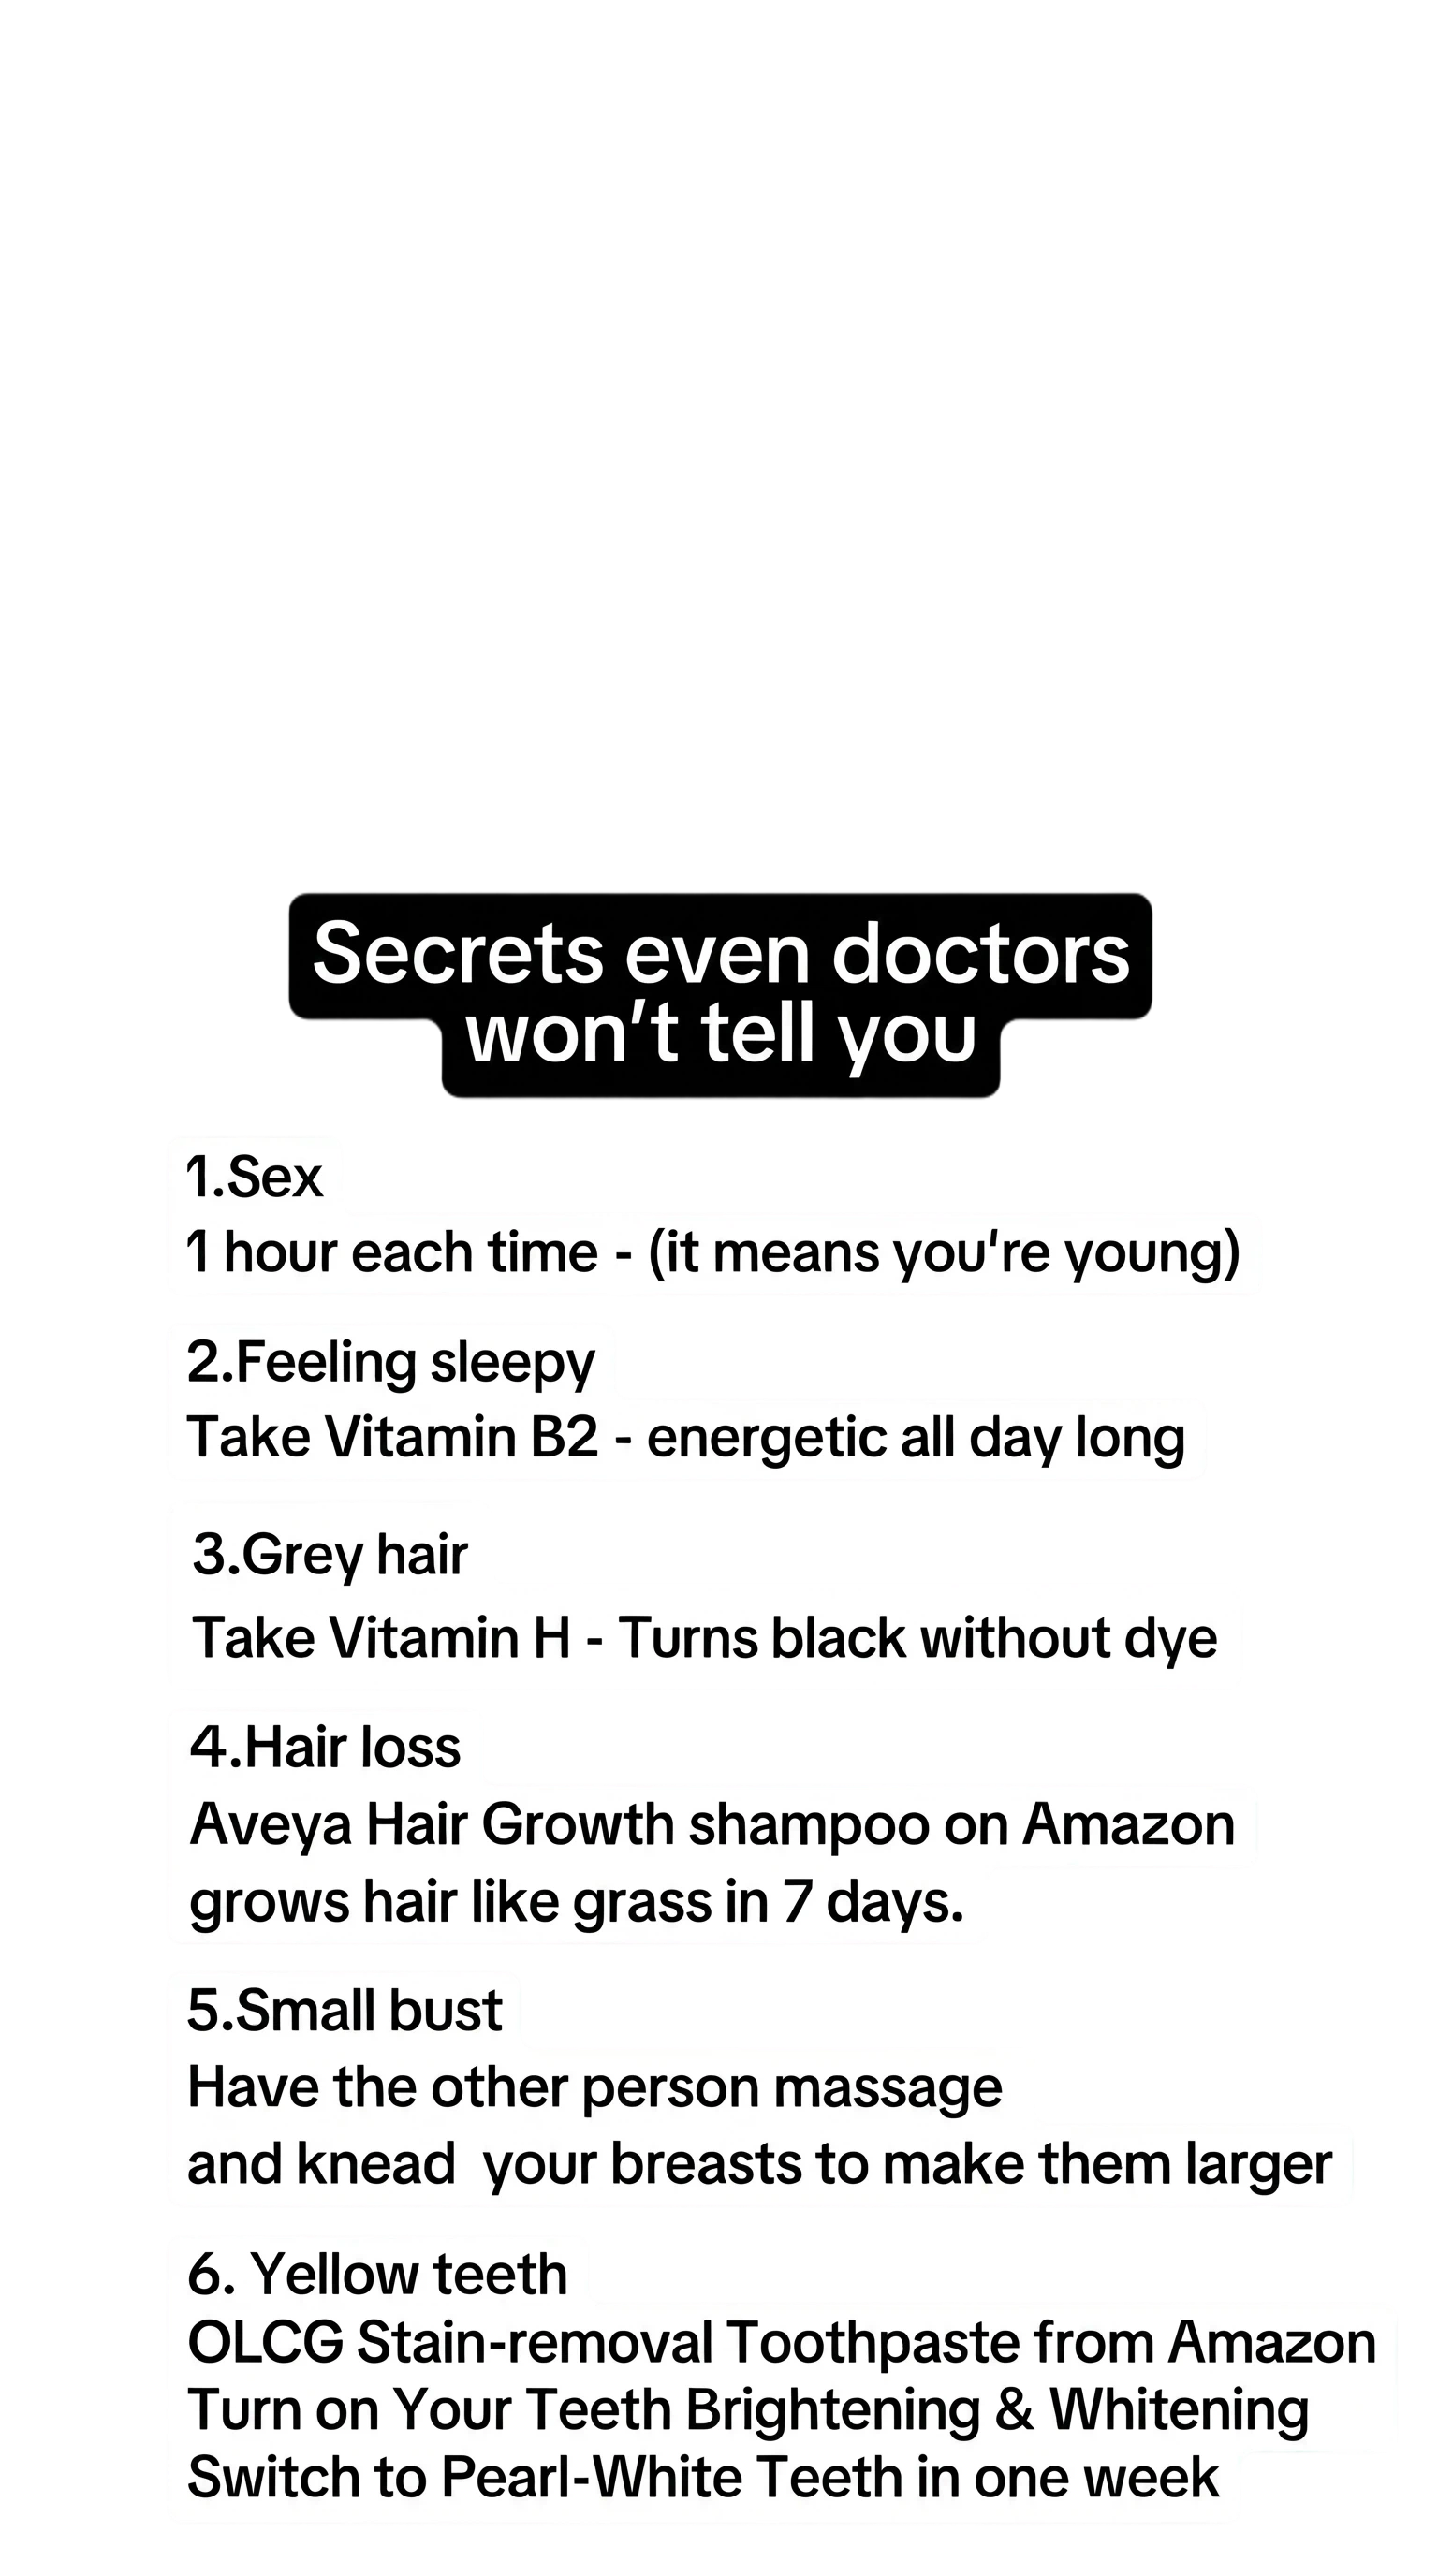 Secrets even doctors
won't tell you
1.Sex
1 hour each time - (it means you're young)
2.Feeling sleepy
Take Vitamin B2 - energetic all day long
3.Grey hair
Take Vitamin H - Turns black without dye
4.Hair loss
Aveya Hair Growth shampoo on Amazon
grows hair like grass in 7 days.
5.Small bust
Have the other person massage
and knead  your breasts to make them larger
6. Yellow teeth
OLCG Stain-removal Toothpaste from Amazon
Turn on Your Teeth Brightening & Whitening
Switch to Pearl-White Teeth in one week